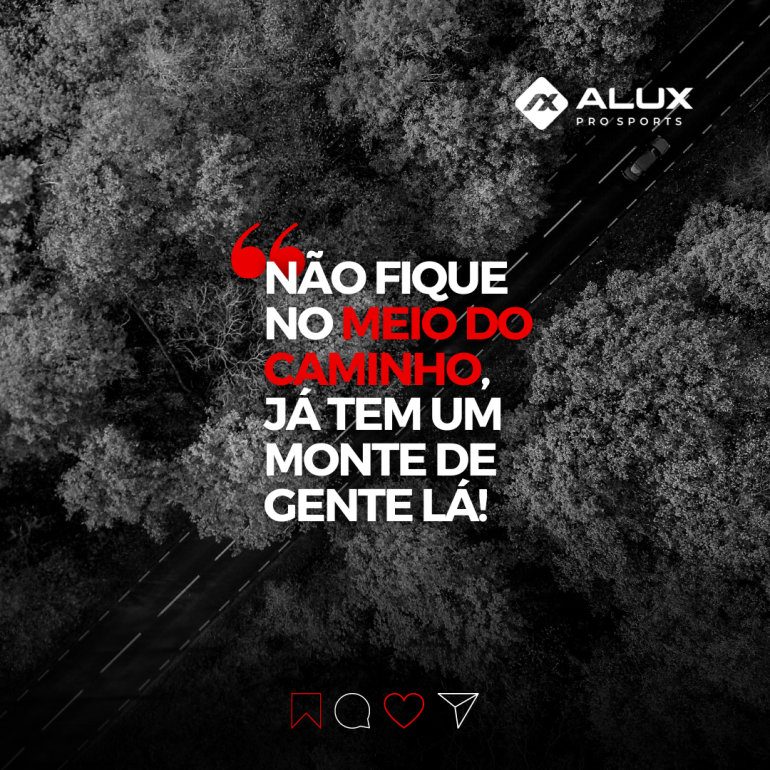 ALUX
PRO SPORTS
NÃO FIQUE
NO MEIO DO
CAMINHO,
JÁ TEM UM
MONTE DE
GENTE LÁ!